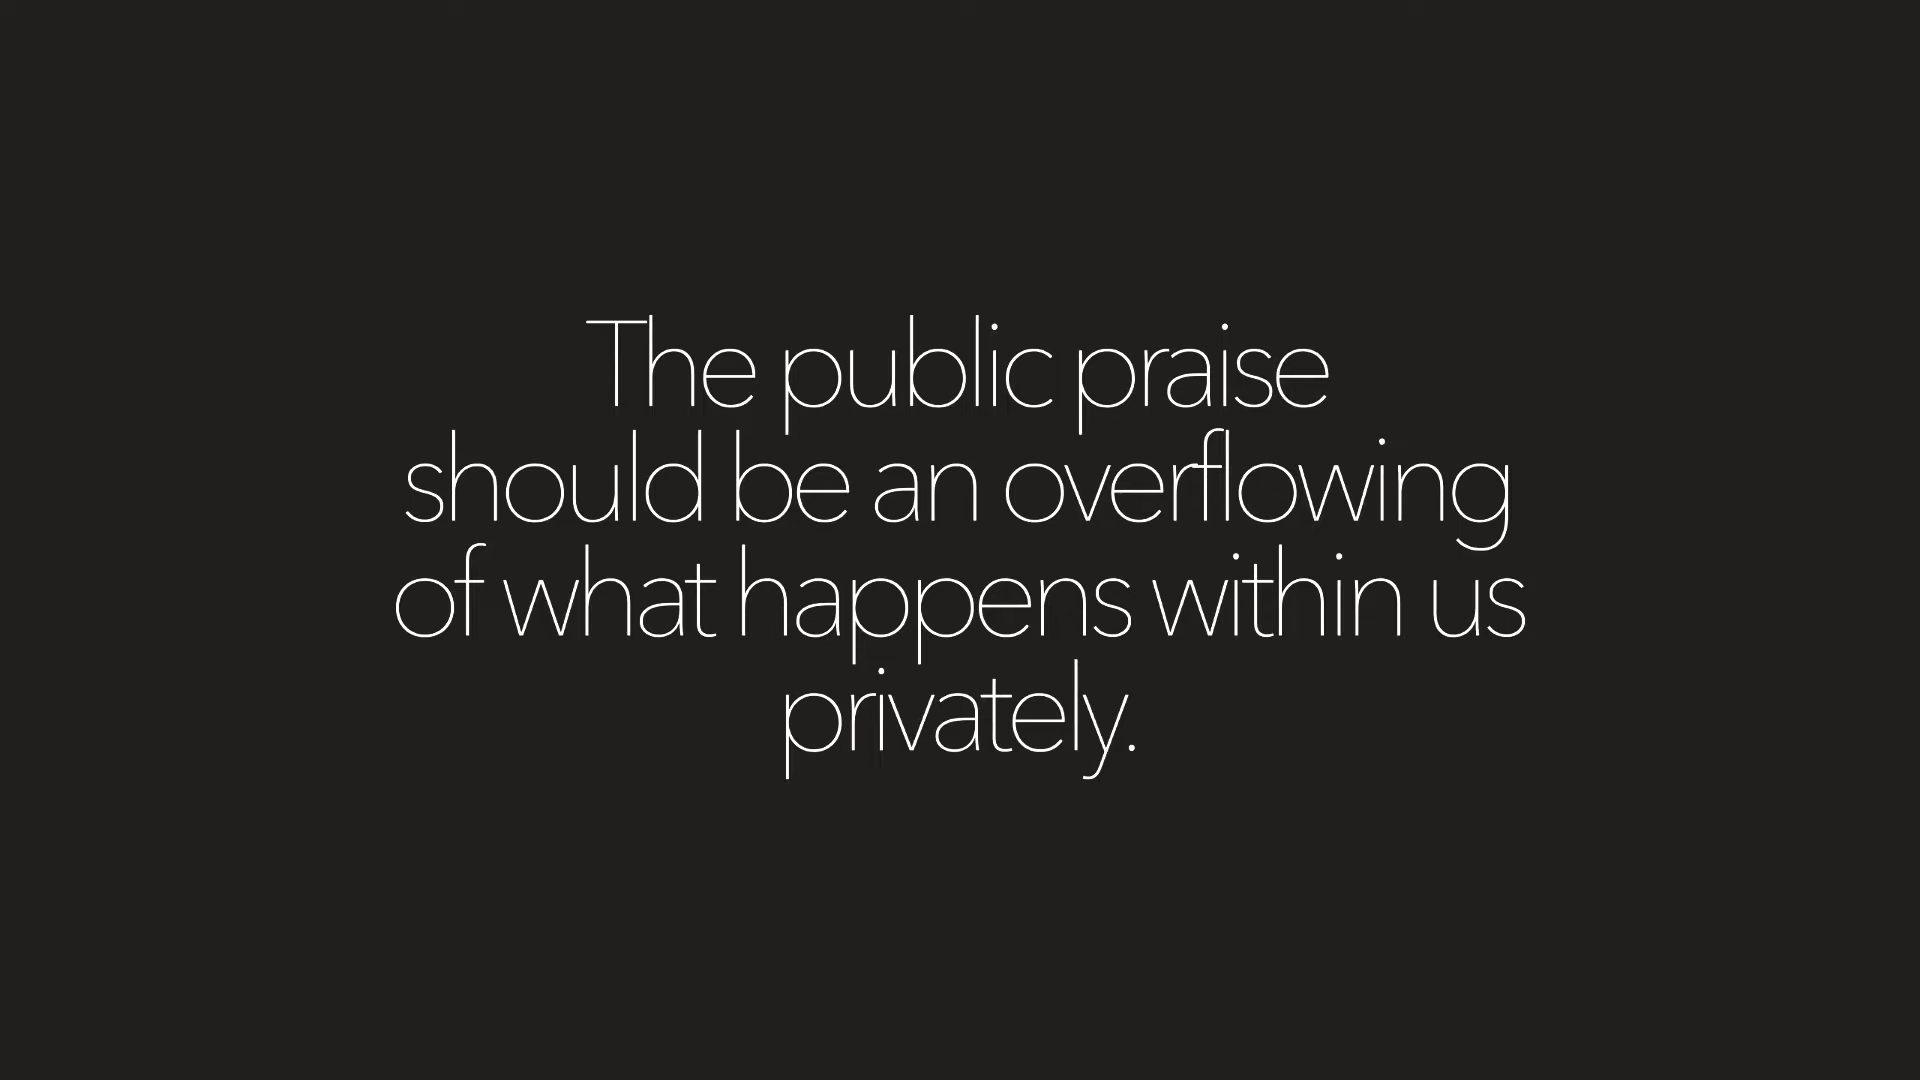 The public praise
should be an overflowing
of what happens within us
privately.